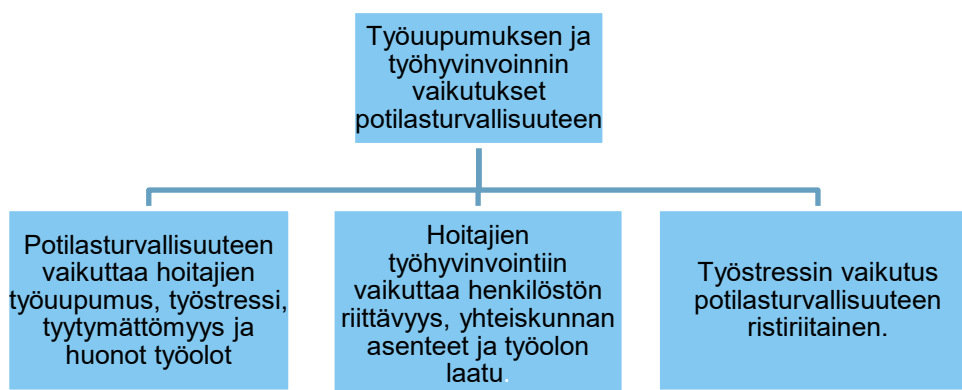 Työuupumuksen ja
työhyvinvoinnin
vaikutukset
potilasturvallisuuteen
Potilasturvallisuuteen
vaikuttaa hoitajien
työuupumus, työstressi,
tyytymättömyys ja
huonot työolot
Hoitajien
työhyvinvointiin
vaikuttaa henkilöstön
riittävyys, yhteiskunnan
asenteet ja työolon
laatu.
Työstressin vaikutus
potilasturvallisuuteen
ristiriitainen.